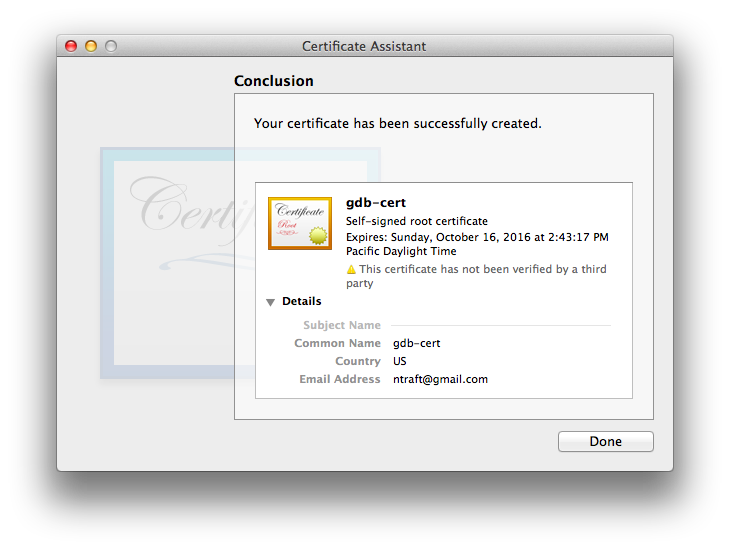 Certificate Assistant
Conclusion
Your certificate has been successfully created.
Certificate
Root
gdb-cert
Self-signed root certificate
Expires: Sunday, October 16, 2016 at 2:43:17 PM
Pacific Daylight Time
This certificate has not been verified by a third
party
Details
Subject Name
Common Name gdb-cert
Country US
Email Address ntraft@gmail.com
Done